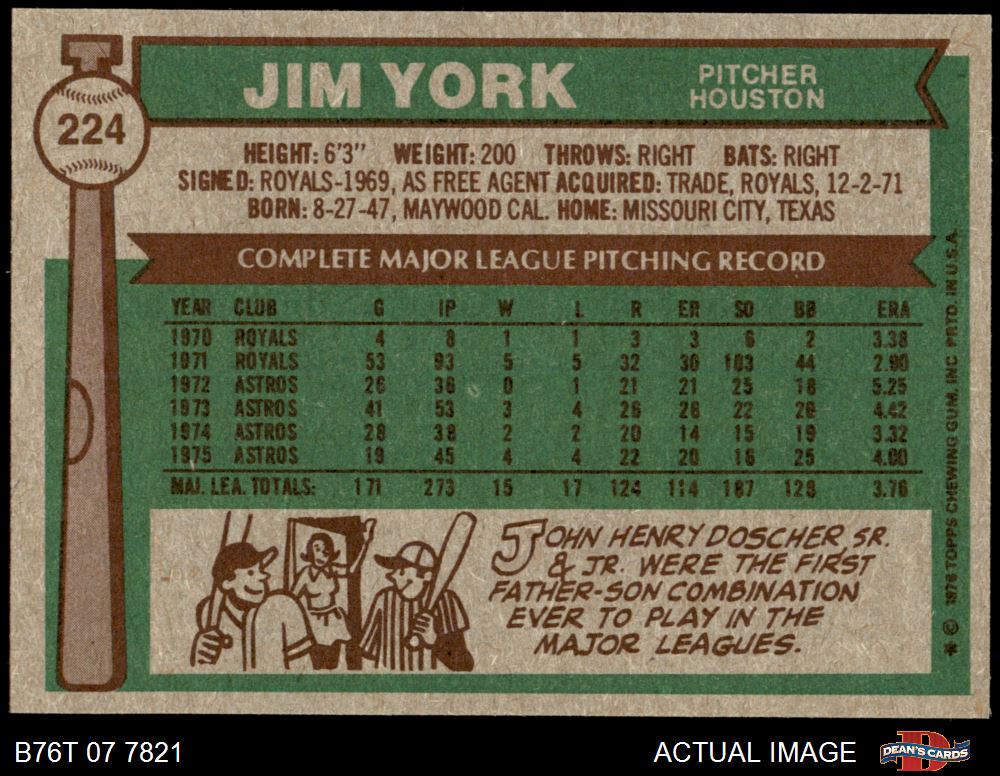 JIM YORK
PITCHER
HOUSTON
224
HEIGHT: 6'3" WEIGHT: 200 THROWS: RIGHT BATS: RIGHT
SIGNED: ROYALS-1969, AS FREE AGENT ACQUIRED: TRADE, ROYALS, 12-2-71
BORN: 8-27-47, MAYWOOD CAL. HOME: MISSOURI CITY, TEXAS
COMPLETE MAJOR LEAGUE PITCHING RECORD
YEAR CLUB G IP W L R ER SO BB ERA
1970 ROYALS 4 8 1 1 3 3 6 2 3.38
1971 ROYALS 53 93 5 5 32 30 103 44 2.90
1972 ASTROS 26 36 0 1 21 21 25 18 5.25
1973 ASTROS 41 53 3 4 26 26 22 20 4.42
1974 ASTROS 28 38 2 2 20 14 15 19 3.32
1975 ASTROS 19 45 4 4 22 20 16 25 4.00
MAJ. LEA. TOTALS: 171 273 15 17 124 114 187 128 3.76
JOHN HENRY DOSCHER, SR.
& JR. WERE THE FIRST
FATHER-SON COMBINATION
EVER TO PLAY IN THE
MAJOR LEAGUES.
* © 1976 TOPPS CHEWING GUM, INC PRTD. IN U.S.A.
B76T 07 7821
ACTUAL IMAGE
DEAN'S CARDS